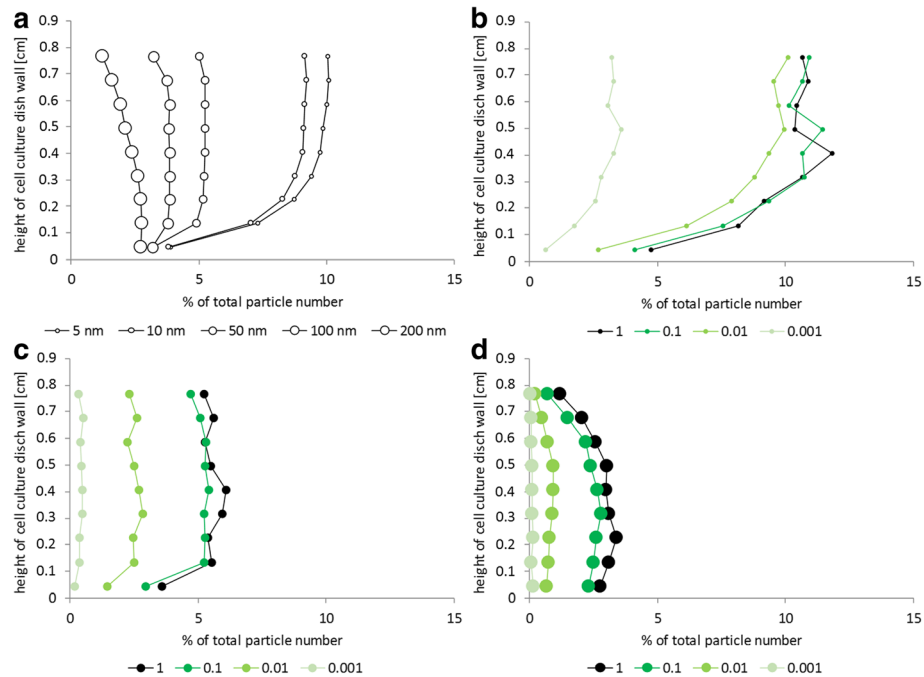 a
height of cell culture dish wall [cm]
0.9
0.8
0.7
0.6
0.5
0.4
0.3
0.2
0.1
0
0 5 10 15
% of total particle number
5 nm 10 nm 50 nm 100 nm 200 nm
b
height of cell culture disch wall [cm]
0.9
0.8
0.7
0.6
0.5
0.4
0.3
0.2
0.1
0
0 5 10 15
% of total particle number
1 0.1 0.01 0.001
c
height of cell culture disch wall [cm]
0.9
0.8
0.7
0.6
0.5
0.4
0.3
0.2
0.1
0
0 5 10 15
% of total particle number
1 0.1 0.01 0.001
d
height of cell culture disch wall [cm]
0.9
0.8
0.7
0.6
0.5
0.4
0.3
0.2
0.1
0
0 5 10 15
% of total particle number
1 0.1 0.01 0.001